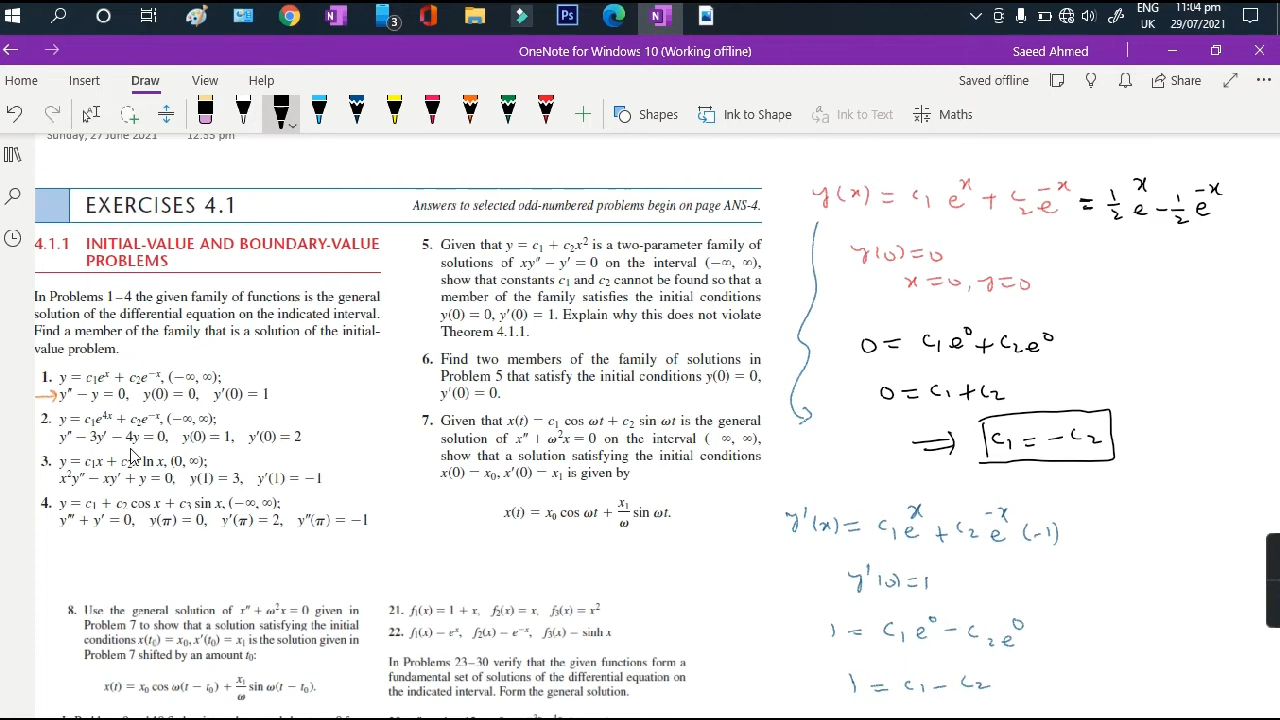 ENG
UK
11:04 pm
29/07/2021
3
OneNote for Windows 10 (Working offline)
Saeed Ahmed
Home Insert Draw View Help
Saved offline
Share
Shapes
Ink to Shape
Ink to Text
Maths
Sunday, 27 June 2021 12:35 pm
EXERCISES 4.1
Answers to selected odd-numbered problems begin on page ANS-4.
4.1.1 INITIAL-VALUE AND BOUNDARY-VALUE
PROBLEMS
In Problems 1–4 the given family of functions is the general
solution of the differential equation on the indicated interval.
Find a member of the family that is a solution of the initial-
value problem.
1. y = c₁eˣ + c₂e⁻ˣ, (−∞, ∞);
y″ − y = 0, y(0) = 0, y′(0) = 1
2. y = c₁e⁴ˣ + c₂e⁻ˣ, (−∞, ∞);
y″ − 3y′ − 4y = 0, y(0) = 1, y′(0) = 2
3. y = c₁x + c₂x ln x, (0, ∞);
x²y″ − xy′ + y = 0, y(1) = 3, y′(1) = −1
4. y = c₁ + c₂ cos x + c₃ sin x, (−∞, ∞);
y‴ + y′ = 0, y(π) = 0, y′(π) = 2, y″(π) = −1
5. Given that y = c₁ + c₂x² is a two-parameter family of
solutions of xy″ − y′ = 0 on the interval (−∞, ∞),
show that constants c₁ and c₂ cannot be found so that a
member of the family satisfies the initial conditions
y(0) = 0, y′(0) = 1. Explain why this does not violate
Theorem 4.1.1.
6. Find two members of the family of solutions in
Problem 5 that satisfy the initial conditions y(0) = 0,
y′(0) = 0.
7. Given that x(t) = c₁ cos ωt + c₂ sin ωt is the general
solution of x″ + ω²x = 0 on the interval (−∞, ∞),
show that a solution satisfying the initial conditions
x(0) = x₀, x′(0) = x₁ is given by
x(t) = x₀ cos ωt + x₁/ω sin ωt.
8. Use the general solution of x″ + ω²x = 0 given in
Problem 7 to show that a solution satisfying the initial
conditions x(t₀) = x₀, x′(t₀) = x₁ is the solution given in
Problem 7 shifted by an amount t₀:
x(t) = x₀ cos ω(t − t₀) + x₁/ω sin ω(t − t₀).
21. f₁(x) = 1 + x, f₂(x) = x, f₃(x) = x²
22. f₁(x) = eˣ, f₂(x) = e⁻ˣ, f₃(x) = sinh x
In Problems 23–30 verify that the given functions form a
fundamental set of solutions of the differential equation on
the indicated interval. Form the general solution.
y(x) = c₁ eˣ + c₂ e⁻ˣ = ½ eˣ − ½ e⁻ˣ
y(0) = 0
x = 0, y = 0
0 = c₁e⁰ + c₂e⁰
0 = c₁ + c₂
⇒ c₁ = −c₂
y′(x) = c₁eˣ + c₂ e⁻ˣ (−1)
y′(0) = 1
1 = c₁e⁰ − c₂e⁰
1 = c₁ − c₂